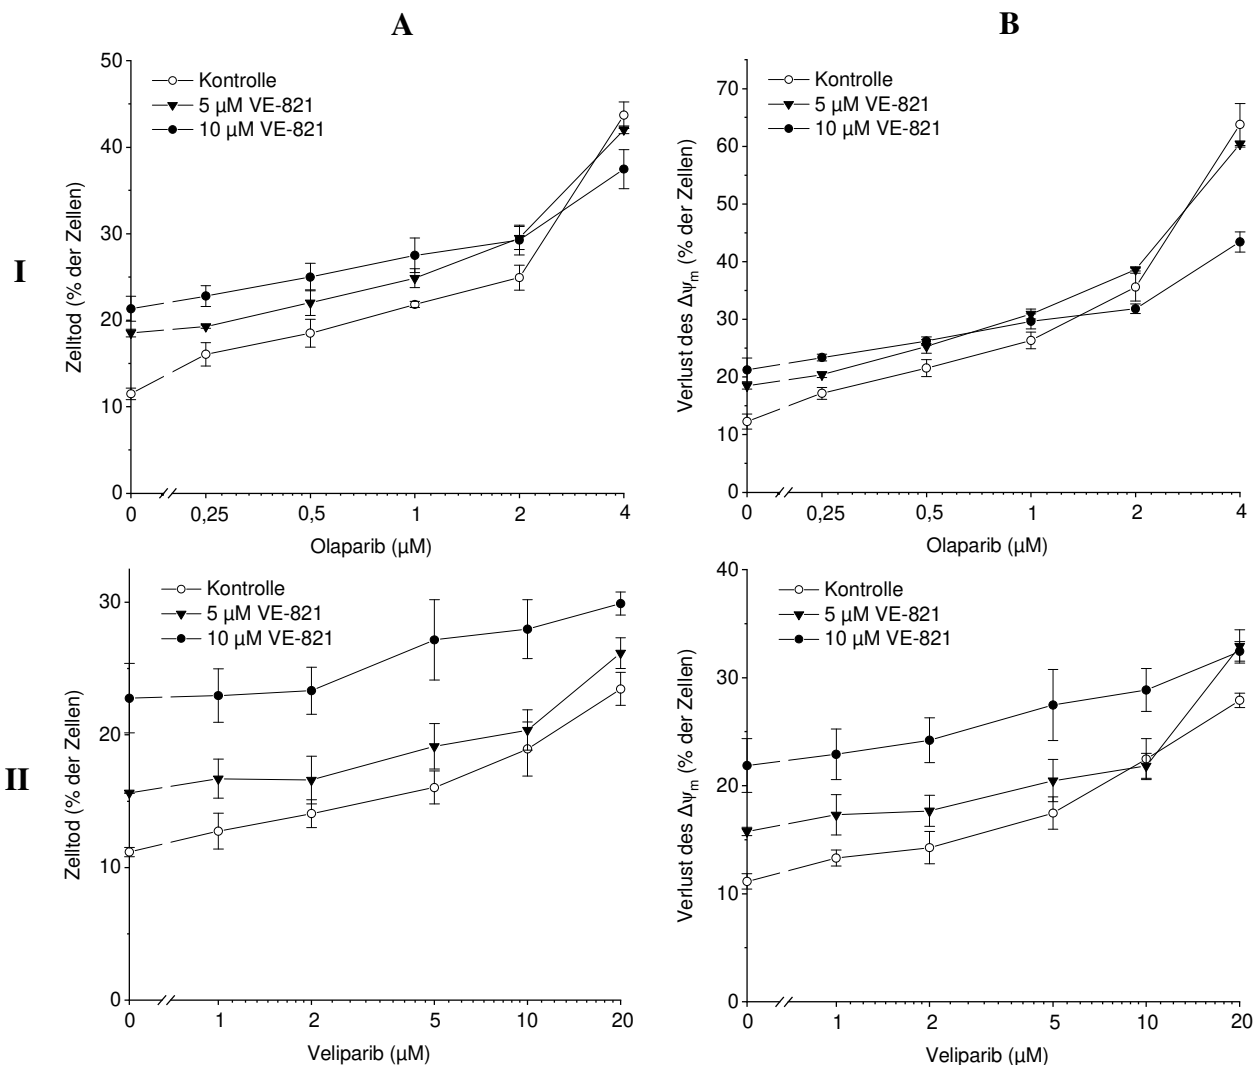 A
B
I
II
50
40
30
20
10
0
Zelltod (% der Zellen)
Kontrolle
5 µM VE-821
10 µM VE-821
0 0,25 0,5 1 2 4
Olaparib (µM)
70
60
50
40
30
20
10
0
Verlust des Δψm (% der Zellen)
Kontrolle
5 µM VE-821
10 µM VE-821
0 0,25 0,5 1 2 4
Olaparib (µM)
30
20
10
0
Zelltod (% der Zellen)
Kontrolle
5 µM VE-821
10 µM VE-821
0 1 2 5 10 20
Veliparib (µM)
40
30
20
10
0
Verlust des Δψm (% der Zellen)
Kontrolle
5 µM VE-821
10 µM VE-821
0 1 2 5 10 20
Veliparib (µM)